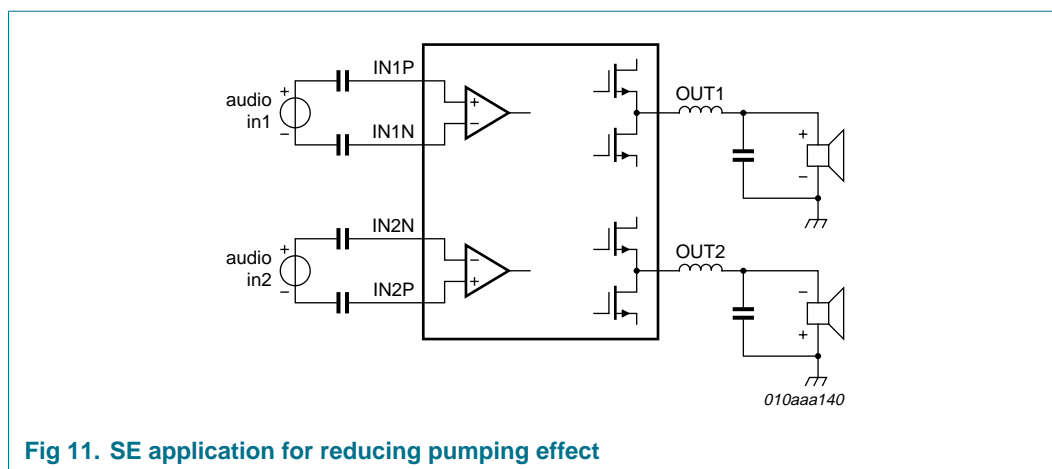 IN1P
audio
in1
+
−
IN1N
+
−
OUT1
+
−
IN2N
audio
in2
+
−
IN2P
−
+
OUT2
−
+
010aaa140
Fig 11. SE application for reducing pumping effect